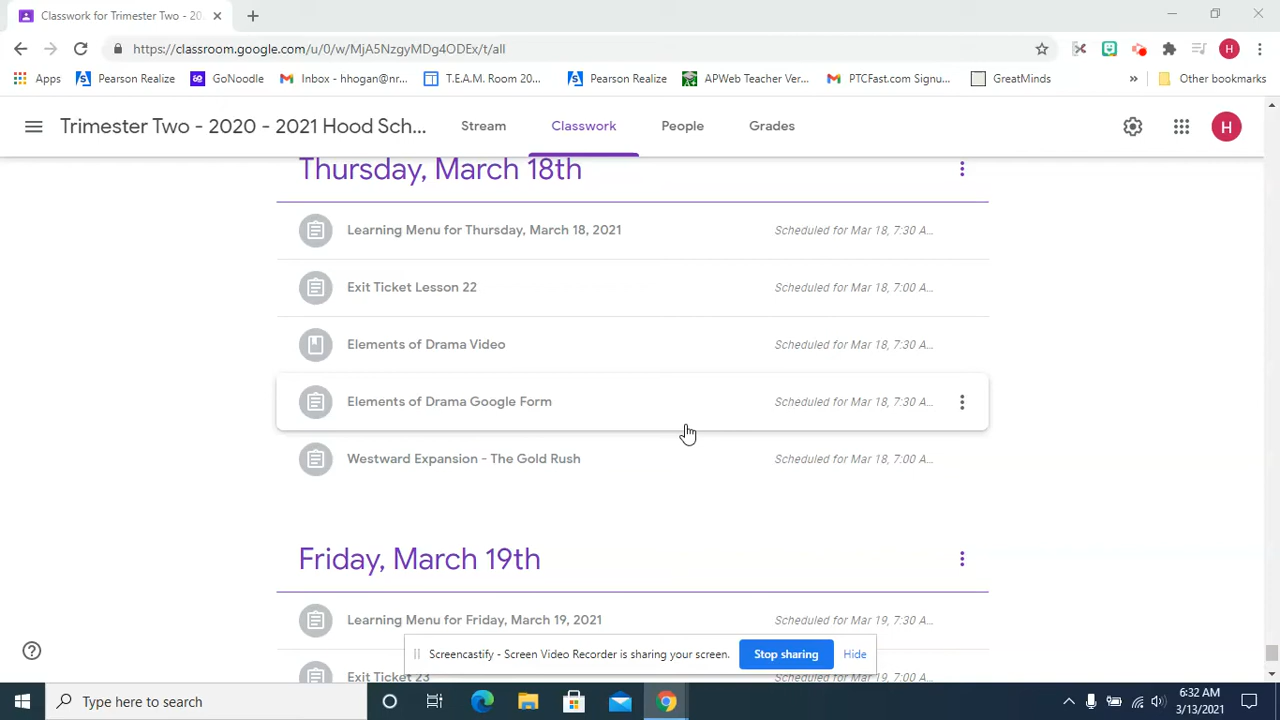 Classwork for Trimester Two - 20
https://classroom.google.com/u/0/w/MjA5NzgyMDg4ODEx/t/all
H
Apps Pearson Realize GoNoodle Inbox - hhogan@nr... T.E.A.M. Room 20... Pearson Realize APWeb Teacher Ver... PTCFast.com Signu... GreatMinds » Other bookmarks
Trimester Two - 2020 - 2021 Hood Sch... Stream Classwork People Grades H
Thursday, March 18th
Learning Menu for Thursday, March 18, 2021 Scheduled for Mar 18, 7:30 A...
Exit Ticket Lesson 22 Scheduled for Mar 18, 7:00 A...
Elements of Drama Video Scheduled for Mar 18, 7:30 A...
Elements of Drama Google Form Scheduled for Mar 18, 7:30 A...
Westward Expansion - The Gold Rush Scheduled for Mar 18, 7:00 A...
Friday, March 19th
Learning Menu for Friday, March 19, 2021 Scheduled for Mar 19, 7:30 A...
Screencastify - Screen Video Recorder is sharing your screen. Stop sharing Hide
Exit Ticket 23 Scheduled for Mar 19, 7:00 A...
Type here to search
6:32 AM
3/13/2021